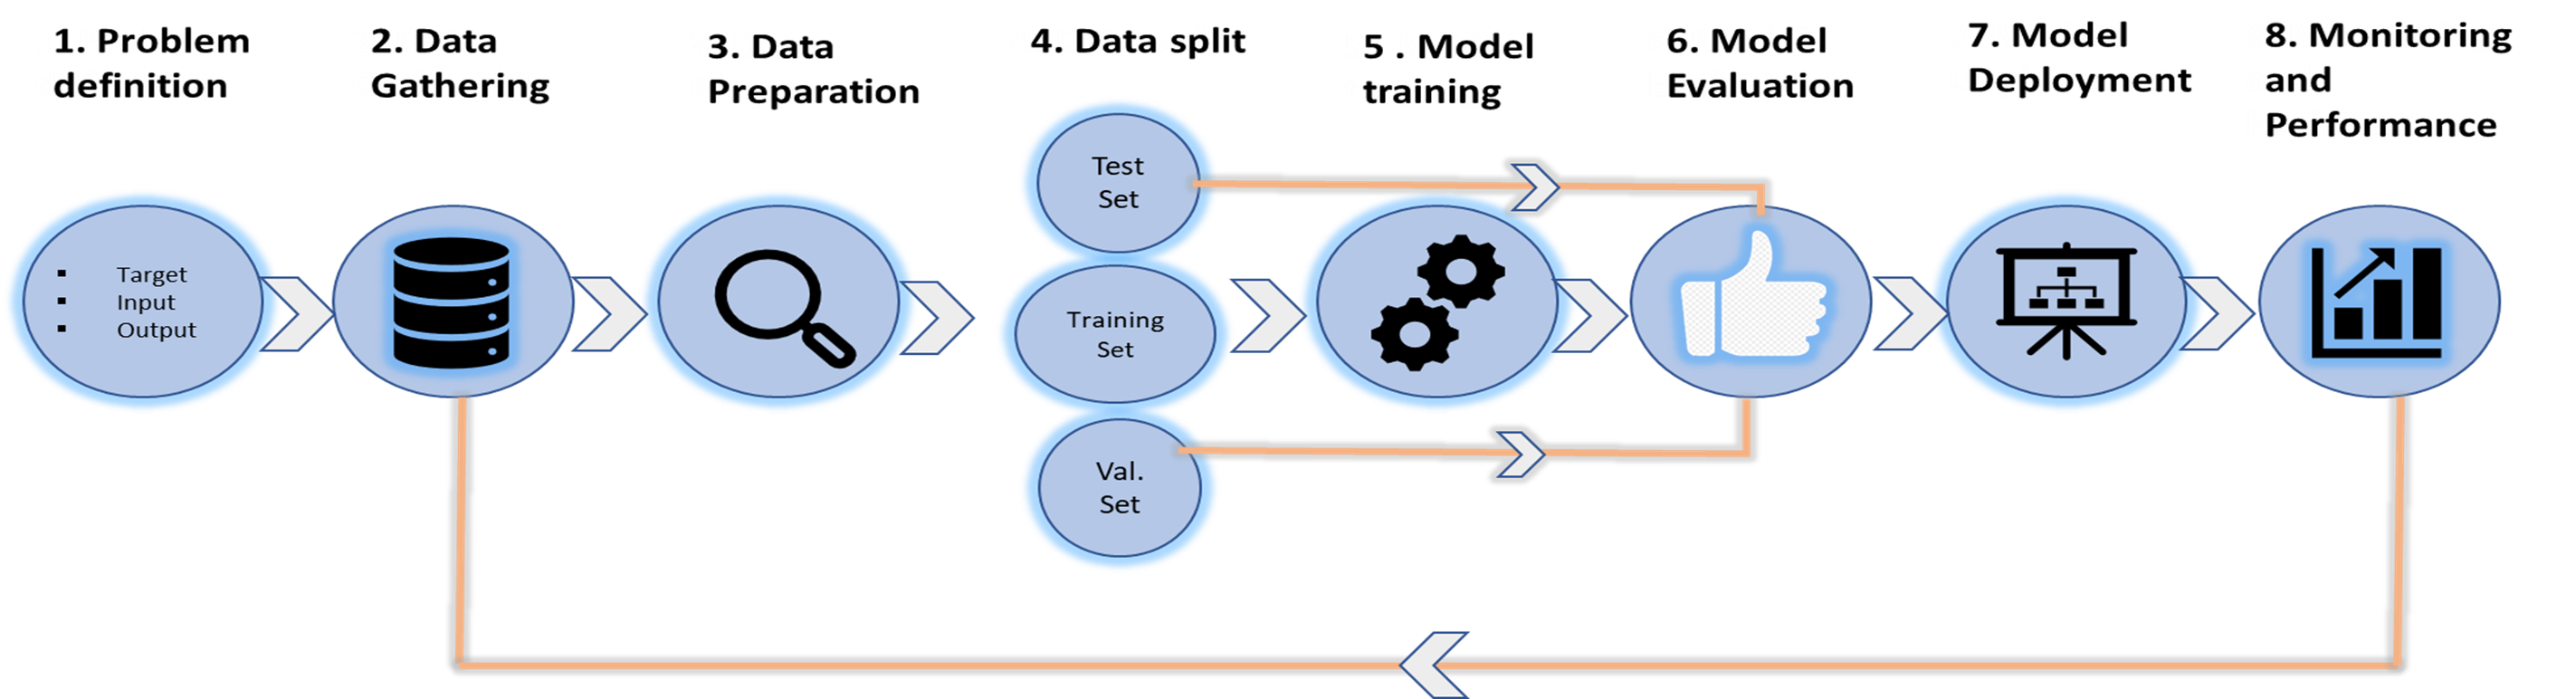 1. Problem
definition
2. Data
Gathering
3. Data
Preparation
4. Data split
5 . Model
training
6. Model
Evaluation
7. Model
Deployment
8. Monitoring
and
Performance
▪ Target
▪ Input
▪ Output
Test
Set
Training
Set
Val.
Set